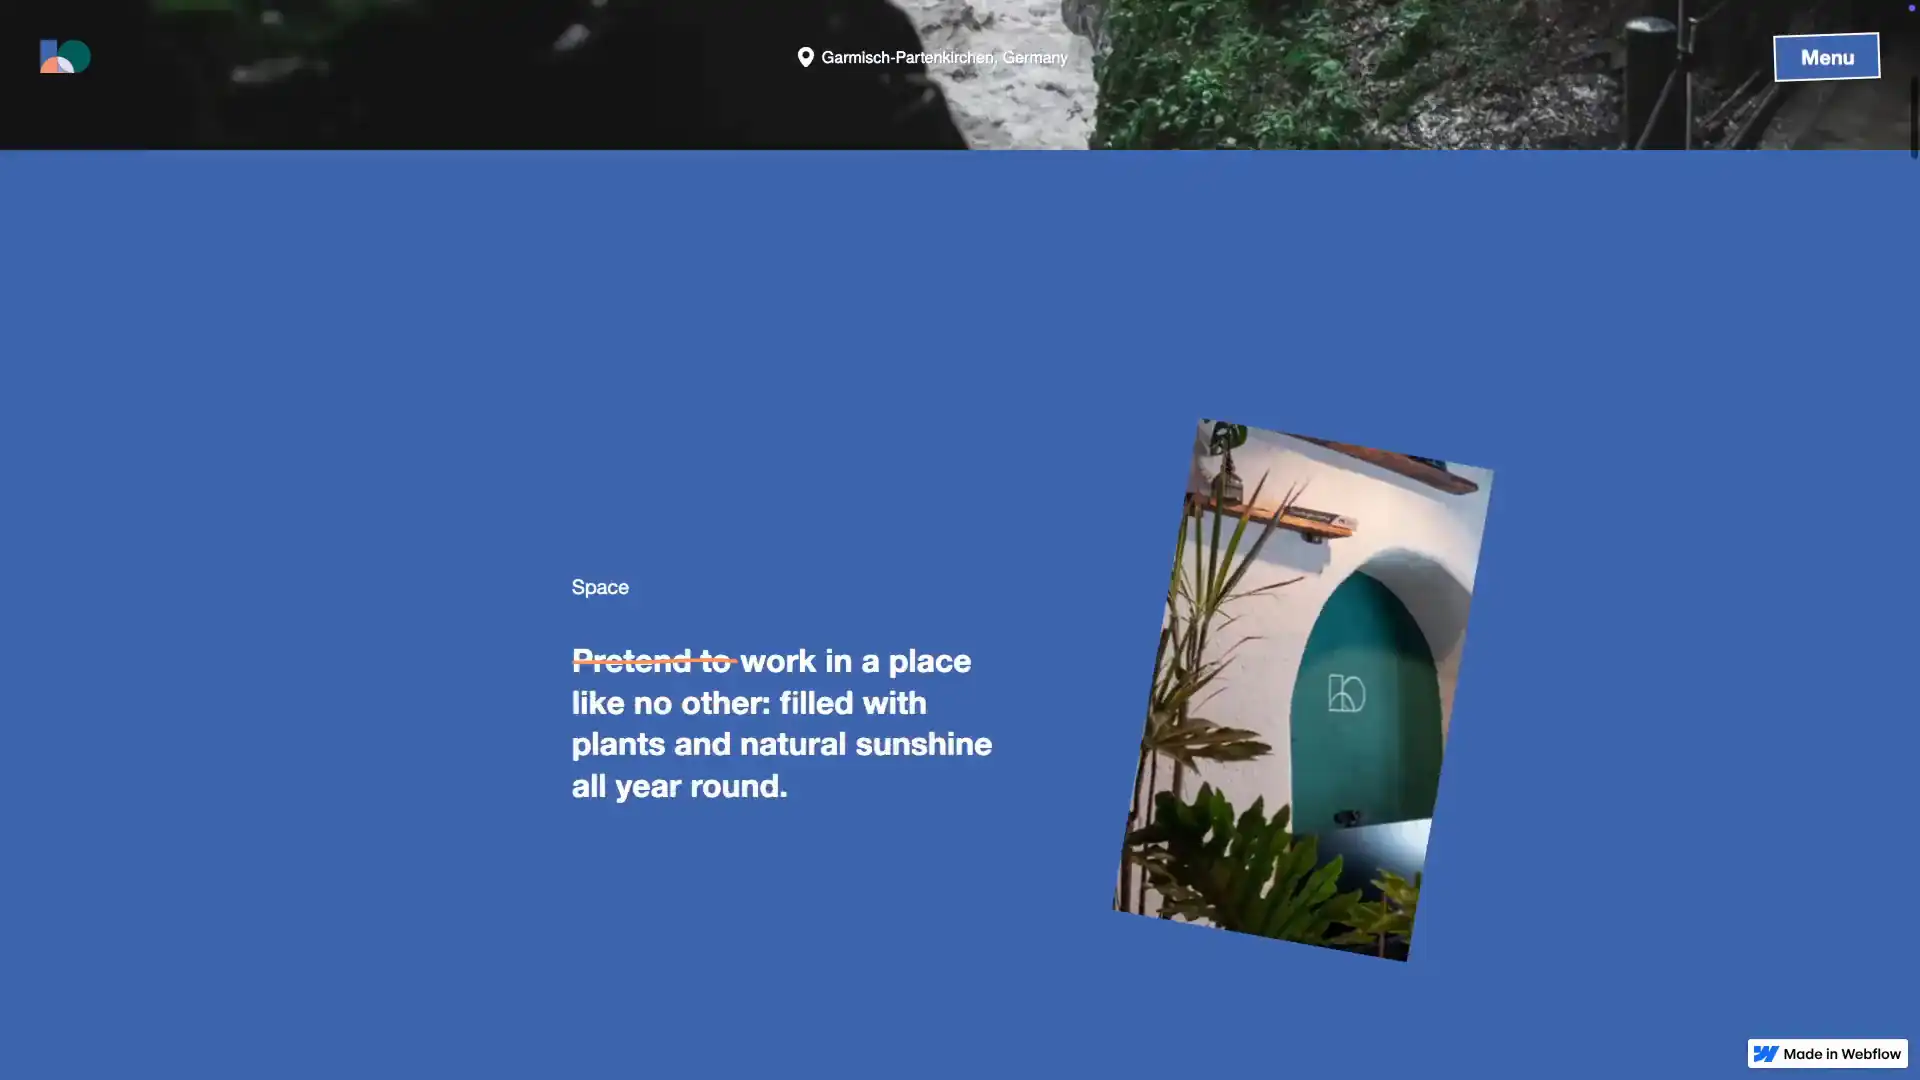 Garmisch-Partenkirchen, Germany
Menu
Space
Pretend to work in a place
like no other: filled with
plants and natural sunshine
all year round.
Made in Webflow